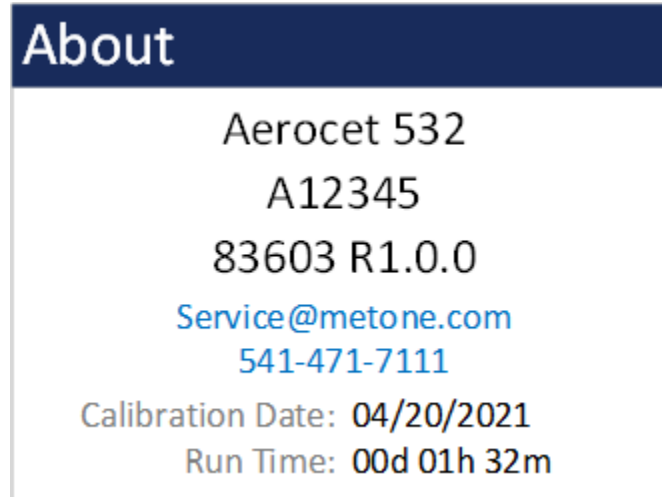 About
Aerocet 532
A12345
83603 R1.0.0
Service@metone.com
541-471-7111
Calibration Date: 04/20/2021
Run Time: 00d 01h 32m